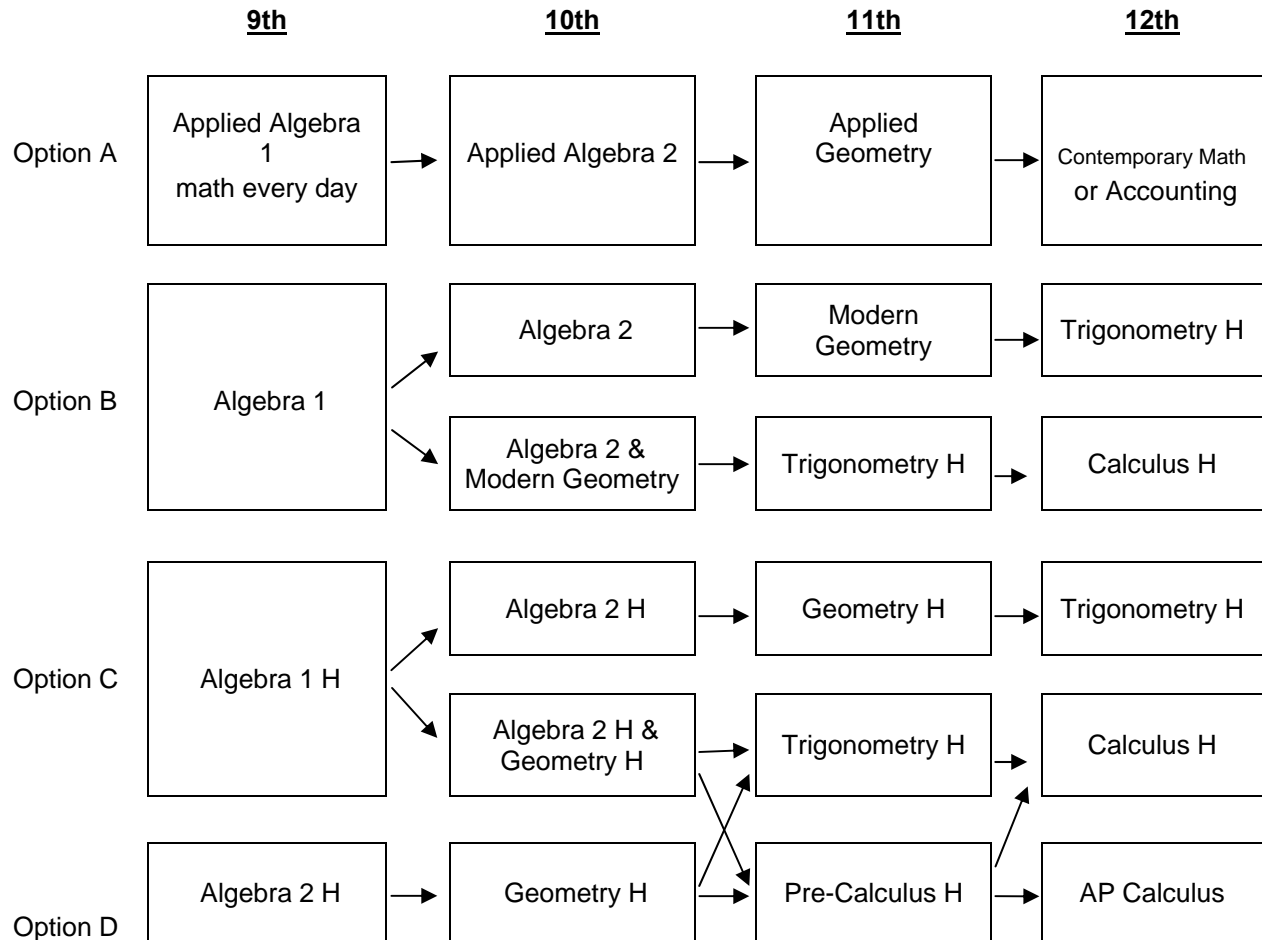 9th 10th 11th 12th
Option A
Applied Algebra
1
math every day
Applied Algebra 2
Applied
Geometry
Contemporary Math
or Accounting
Option B
Algebra 1
Algebra 2
Modern
Geometry
Trigonometry H
Algebra 2 &
Modern Geometry
Trigonometry H
Calculus H
Option C
Algebra 1 H
Algebra 2 H
Geometry H
Trigonometry H
Algebra 2 H &
Geometry H
Trigonometry H
Calculus H
Option D
Algebra 2 H
Geometry H
Pre-Calculus H
AP Calculus